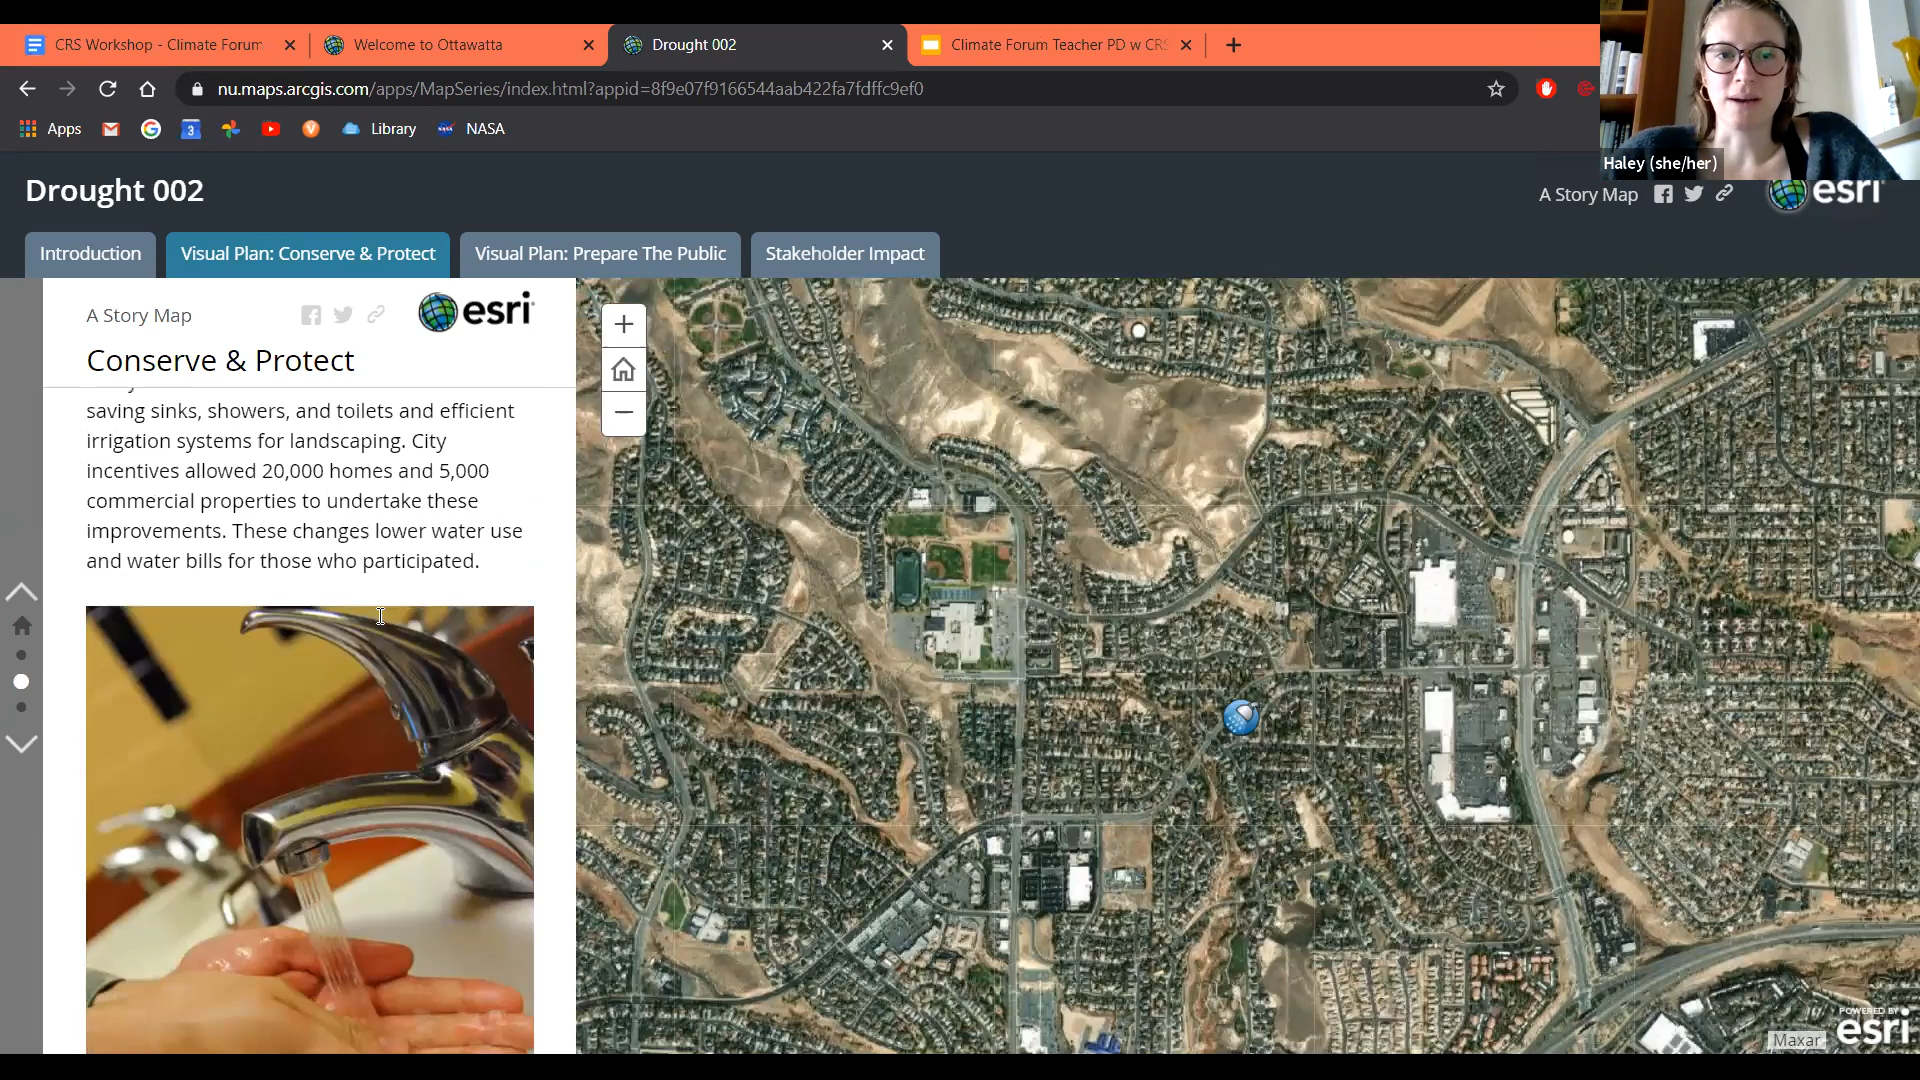 CRS Workshop - Climate Forum
Welcome to Ottawatta
Drought 002
Climate Forum Teacher PD w CRS
nu.maps.arcgis.com/apps/MapSeries/index.html?appid=8f9e07f9166544aab422fa7fdffc9ef0
Apps
3
Library
NASA
NASA
Haley (she/her)
Drought 002
A Story Map
esri
Introduction
Visual Plan: Conserve & Protect
Visual Plan: Prepare The Public
Stakeholder Impact
A Story Map
esri
Conserve & Protect
saving sinks, showers, and toilets and efficient
irrigation systems for landscaping. City
incentives allowed 20,000 homes and 5,000
commercial properties to undertake these
improvements. These changes lower water use
and water bills for those who participated.
POWERED BY
esri
Maxar